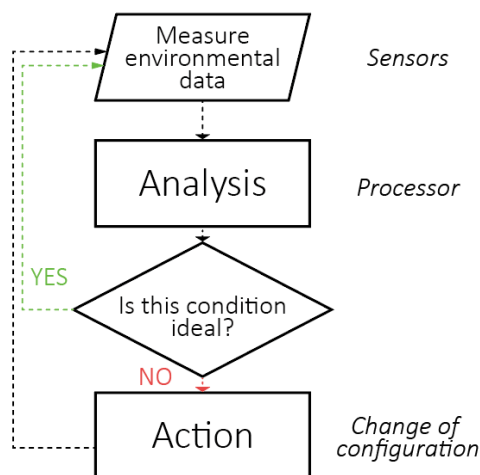 Measure
environmental
data
Sensors
Analysis
Processor
YES
Is this condition
ideal?
NO
Action
Change of
configuration